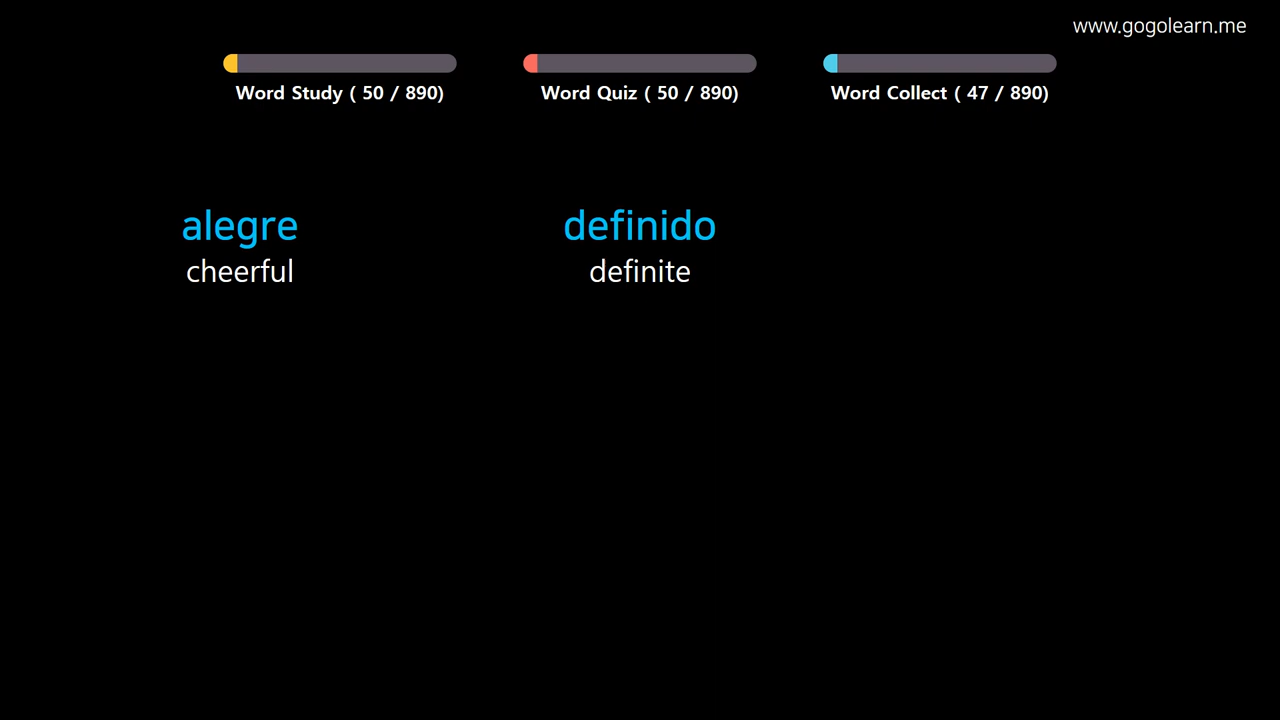 www.gogolearn.me
Word Study ( 50 / 890)
Word Quiz ( 50 / 890)
Word Collect ( 47 / 890)
alegre
cheerful
definido
definite